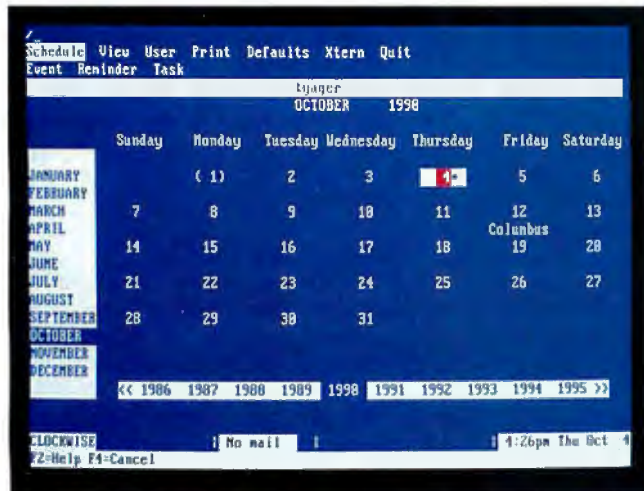 /_
Schedule View User Print Defaults Xtern Quit
Event Reminder Task
tyager
OCTOBER 1990
Sunday Monday Tuesday Wednesday Thursday Friday Saturday
JANUARY ( 1) 2 3 4* 5 6
FEBRUARY
MARCH 7 8 9 10 11 12 13
APRIL Columbus
MAY 14 15 16 17 18 19 20
JUNE
JULY 21 22 23 24 25 26 27
AUGUST
SEPTEMBER 28 29 30 31
OCTOBER
NOVEMBER
DECEMBER
<< 1986 1987 1988 1989 1990 1991 1992 1993 1994 1995 >>
CLOCKWISE No mail 4:26pm Thu Oct 4
F2=Help F4=Cancel